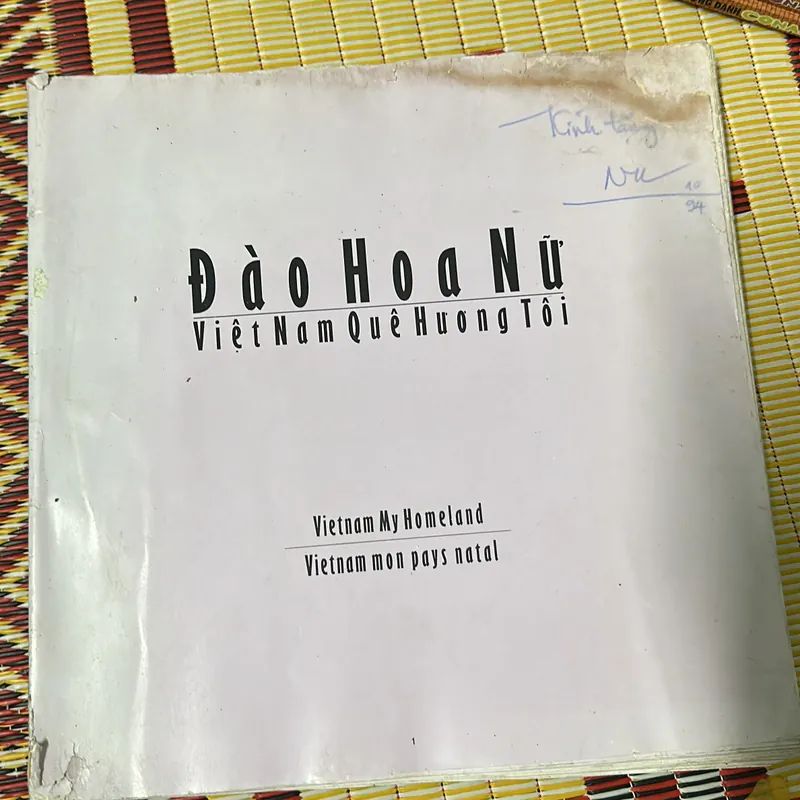 Kính tặng
Nữ
10
94
Đào Hoa Nữ
Việt Nam Quê Hương Tôi
Vietnam My Homeland
Vietnam mon pays natal
1